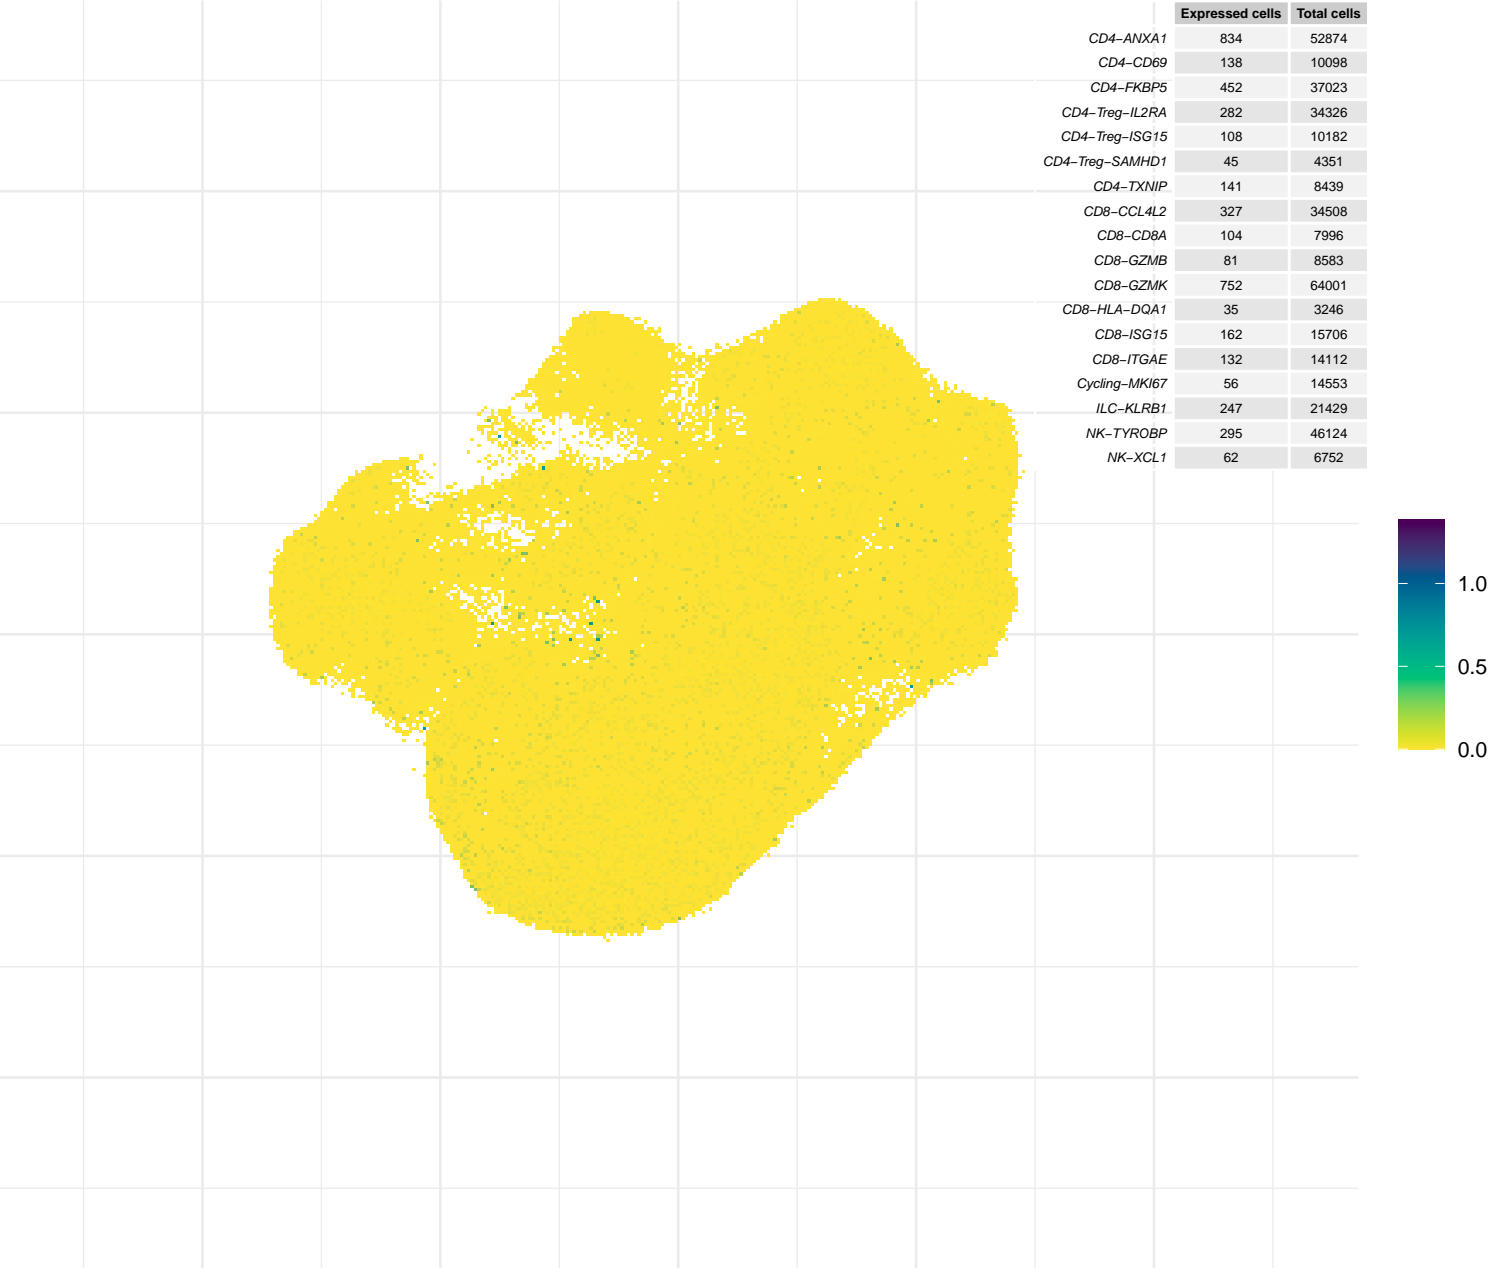 Expressed cells Total cells
CD4−ANXA1 834 52874
CD4−CD69 138 10098
CD4−FKBP5 452 37023
CD4−Treg−IL2RA 282 34326
CD4−Treg−ISG15 108 10182
CD4−Treg−SAMHD1 45 4351
CD4−TXNIP 141 8439
CD8−CCL4L2 327 34508
CD8−CD8A 104 7996
CD8−GZMB 81 8583
CD8−GZMK 752 64001
CD8−HLA−DQA1 35 3246
CD8−ISG15 162 15706
CD8−ITGAE 132 14112
Cycling−MKI67 56 14553
ILC−KLRB1 247 21429
NK−TYROBP 295 46124
NK−XCL1 62 6752
1.0
0.5
0.0